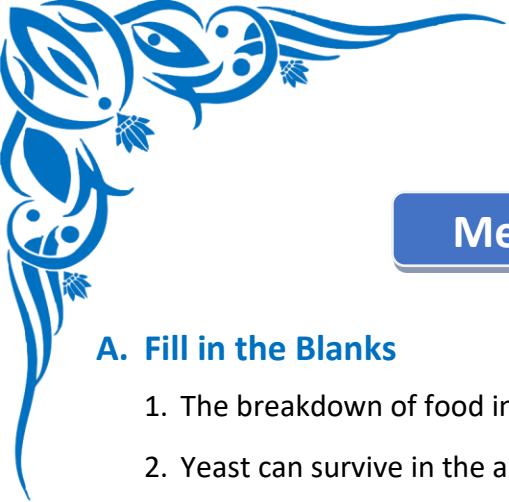 Me
A. Fill in the Blanks
1. The breakdown of food in
2. Yeast can survive in the a